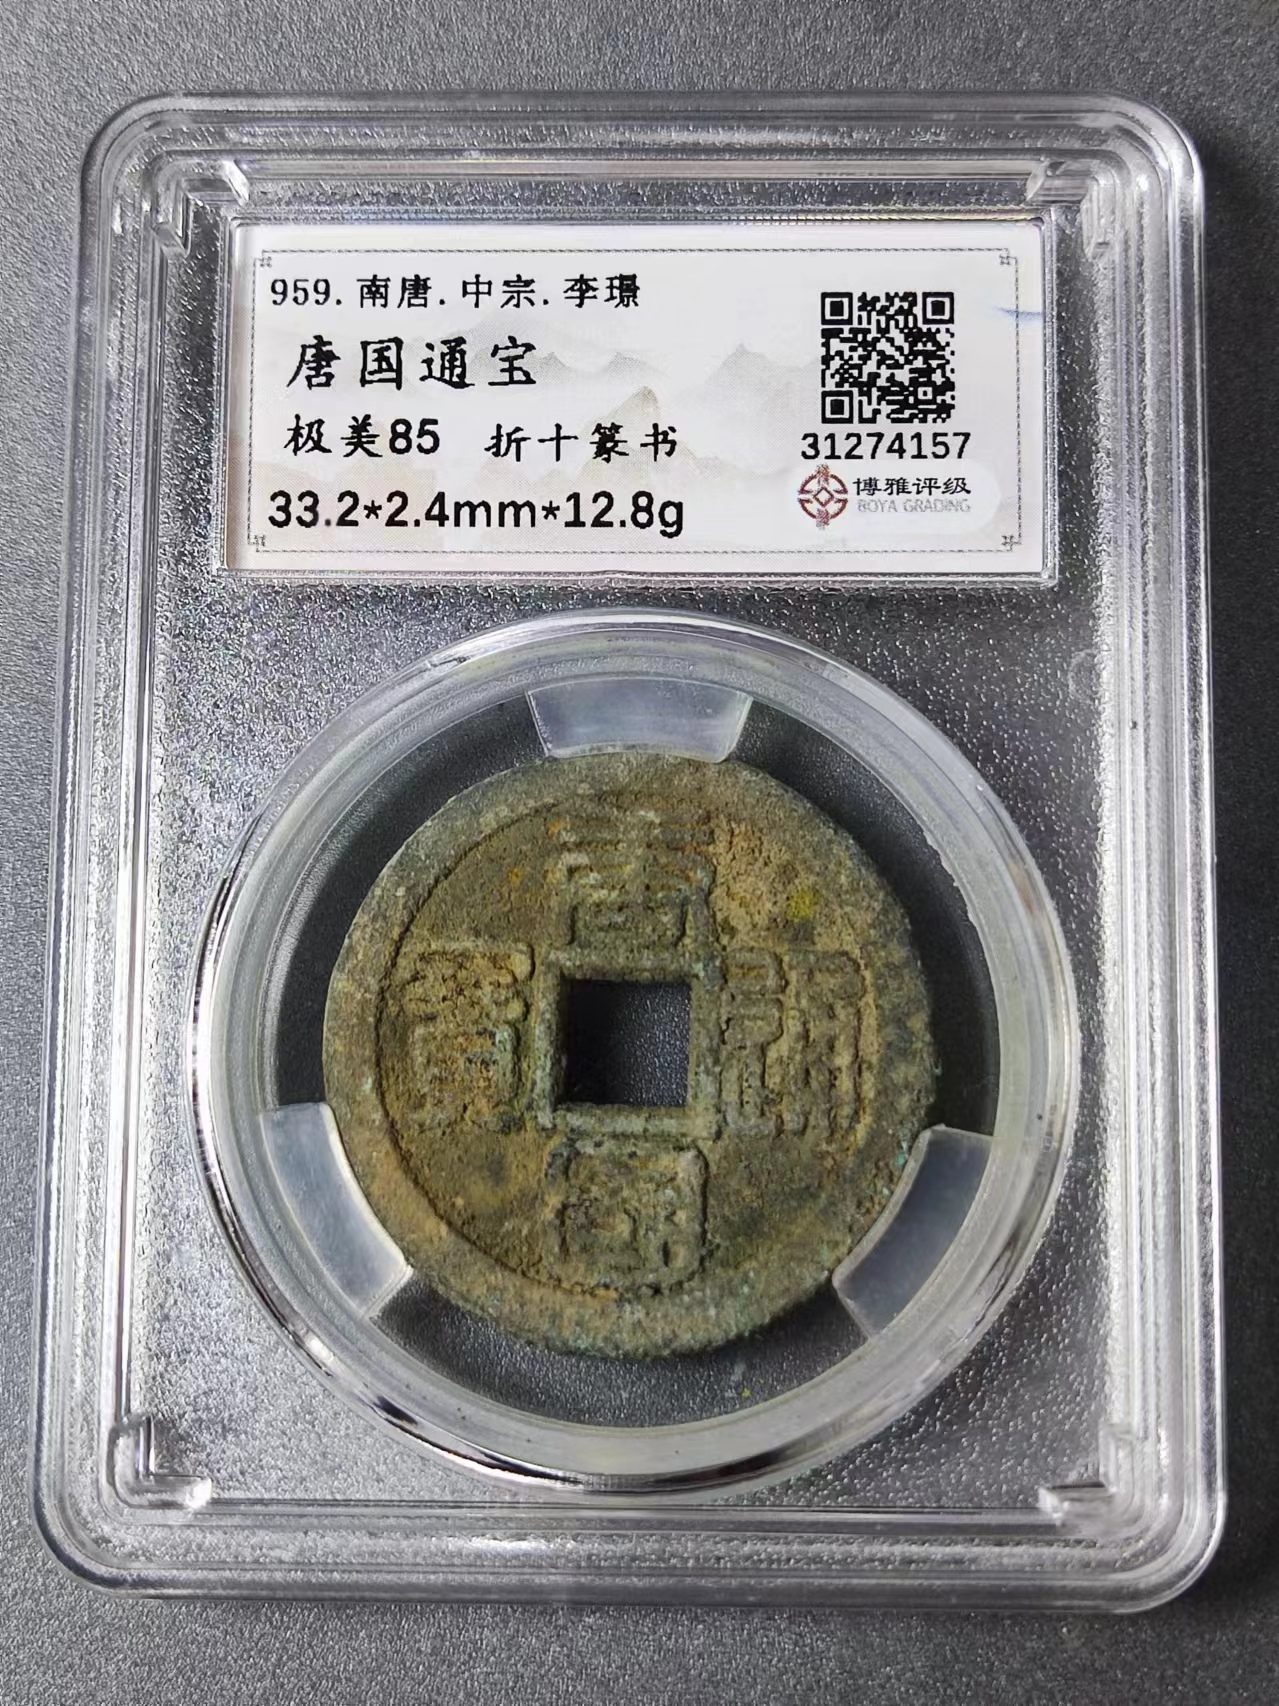 959.南唐.中宗.李璟
唐国通宝
极美85 折十篆书
33.2*2.4mm*12.8g
31274157
博雅评级
BOYA GRADING
唐
寶 通
國